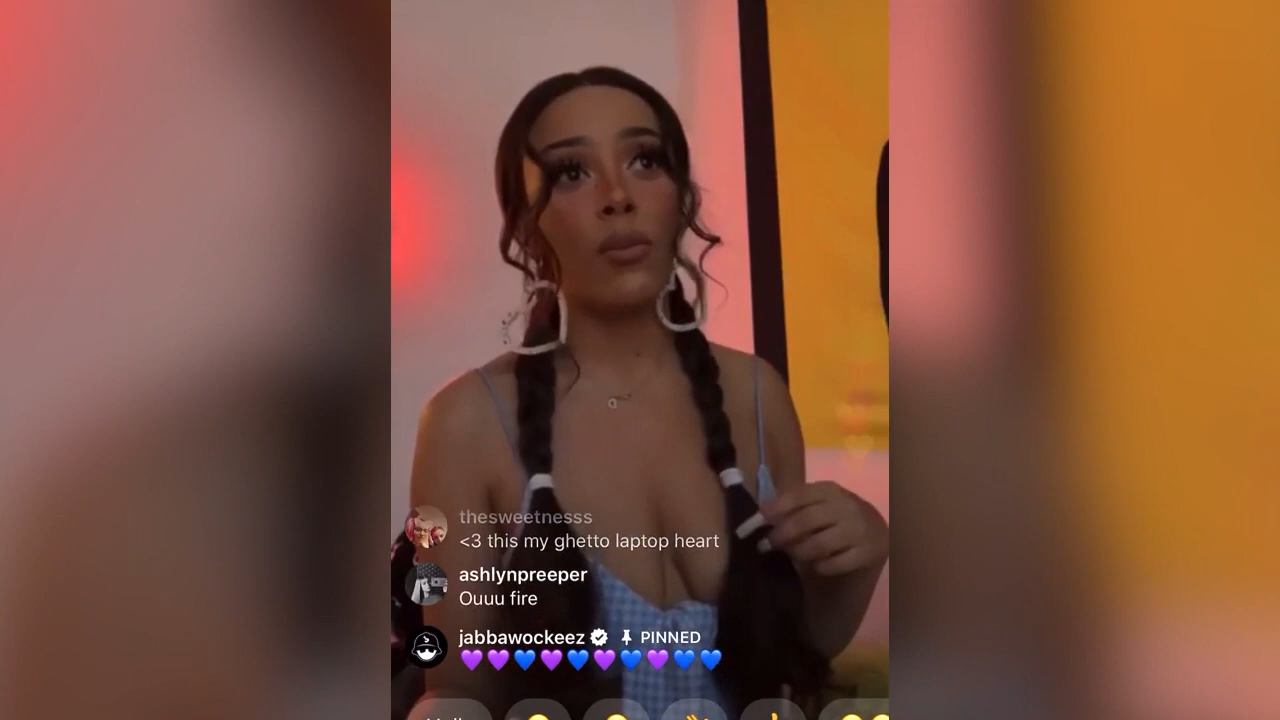 thesweetnesss
<3 this my ghetto laptop heart
ashlynpreeper
Ouuu fire
jabbawockeez PINNED
💜💜💙💜💙💜💙💜💙💙